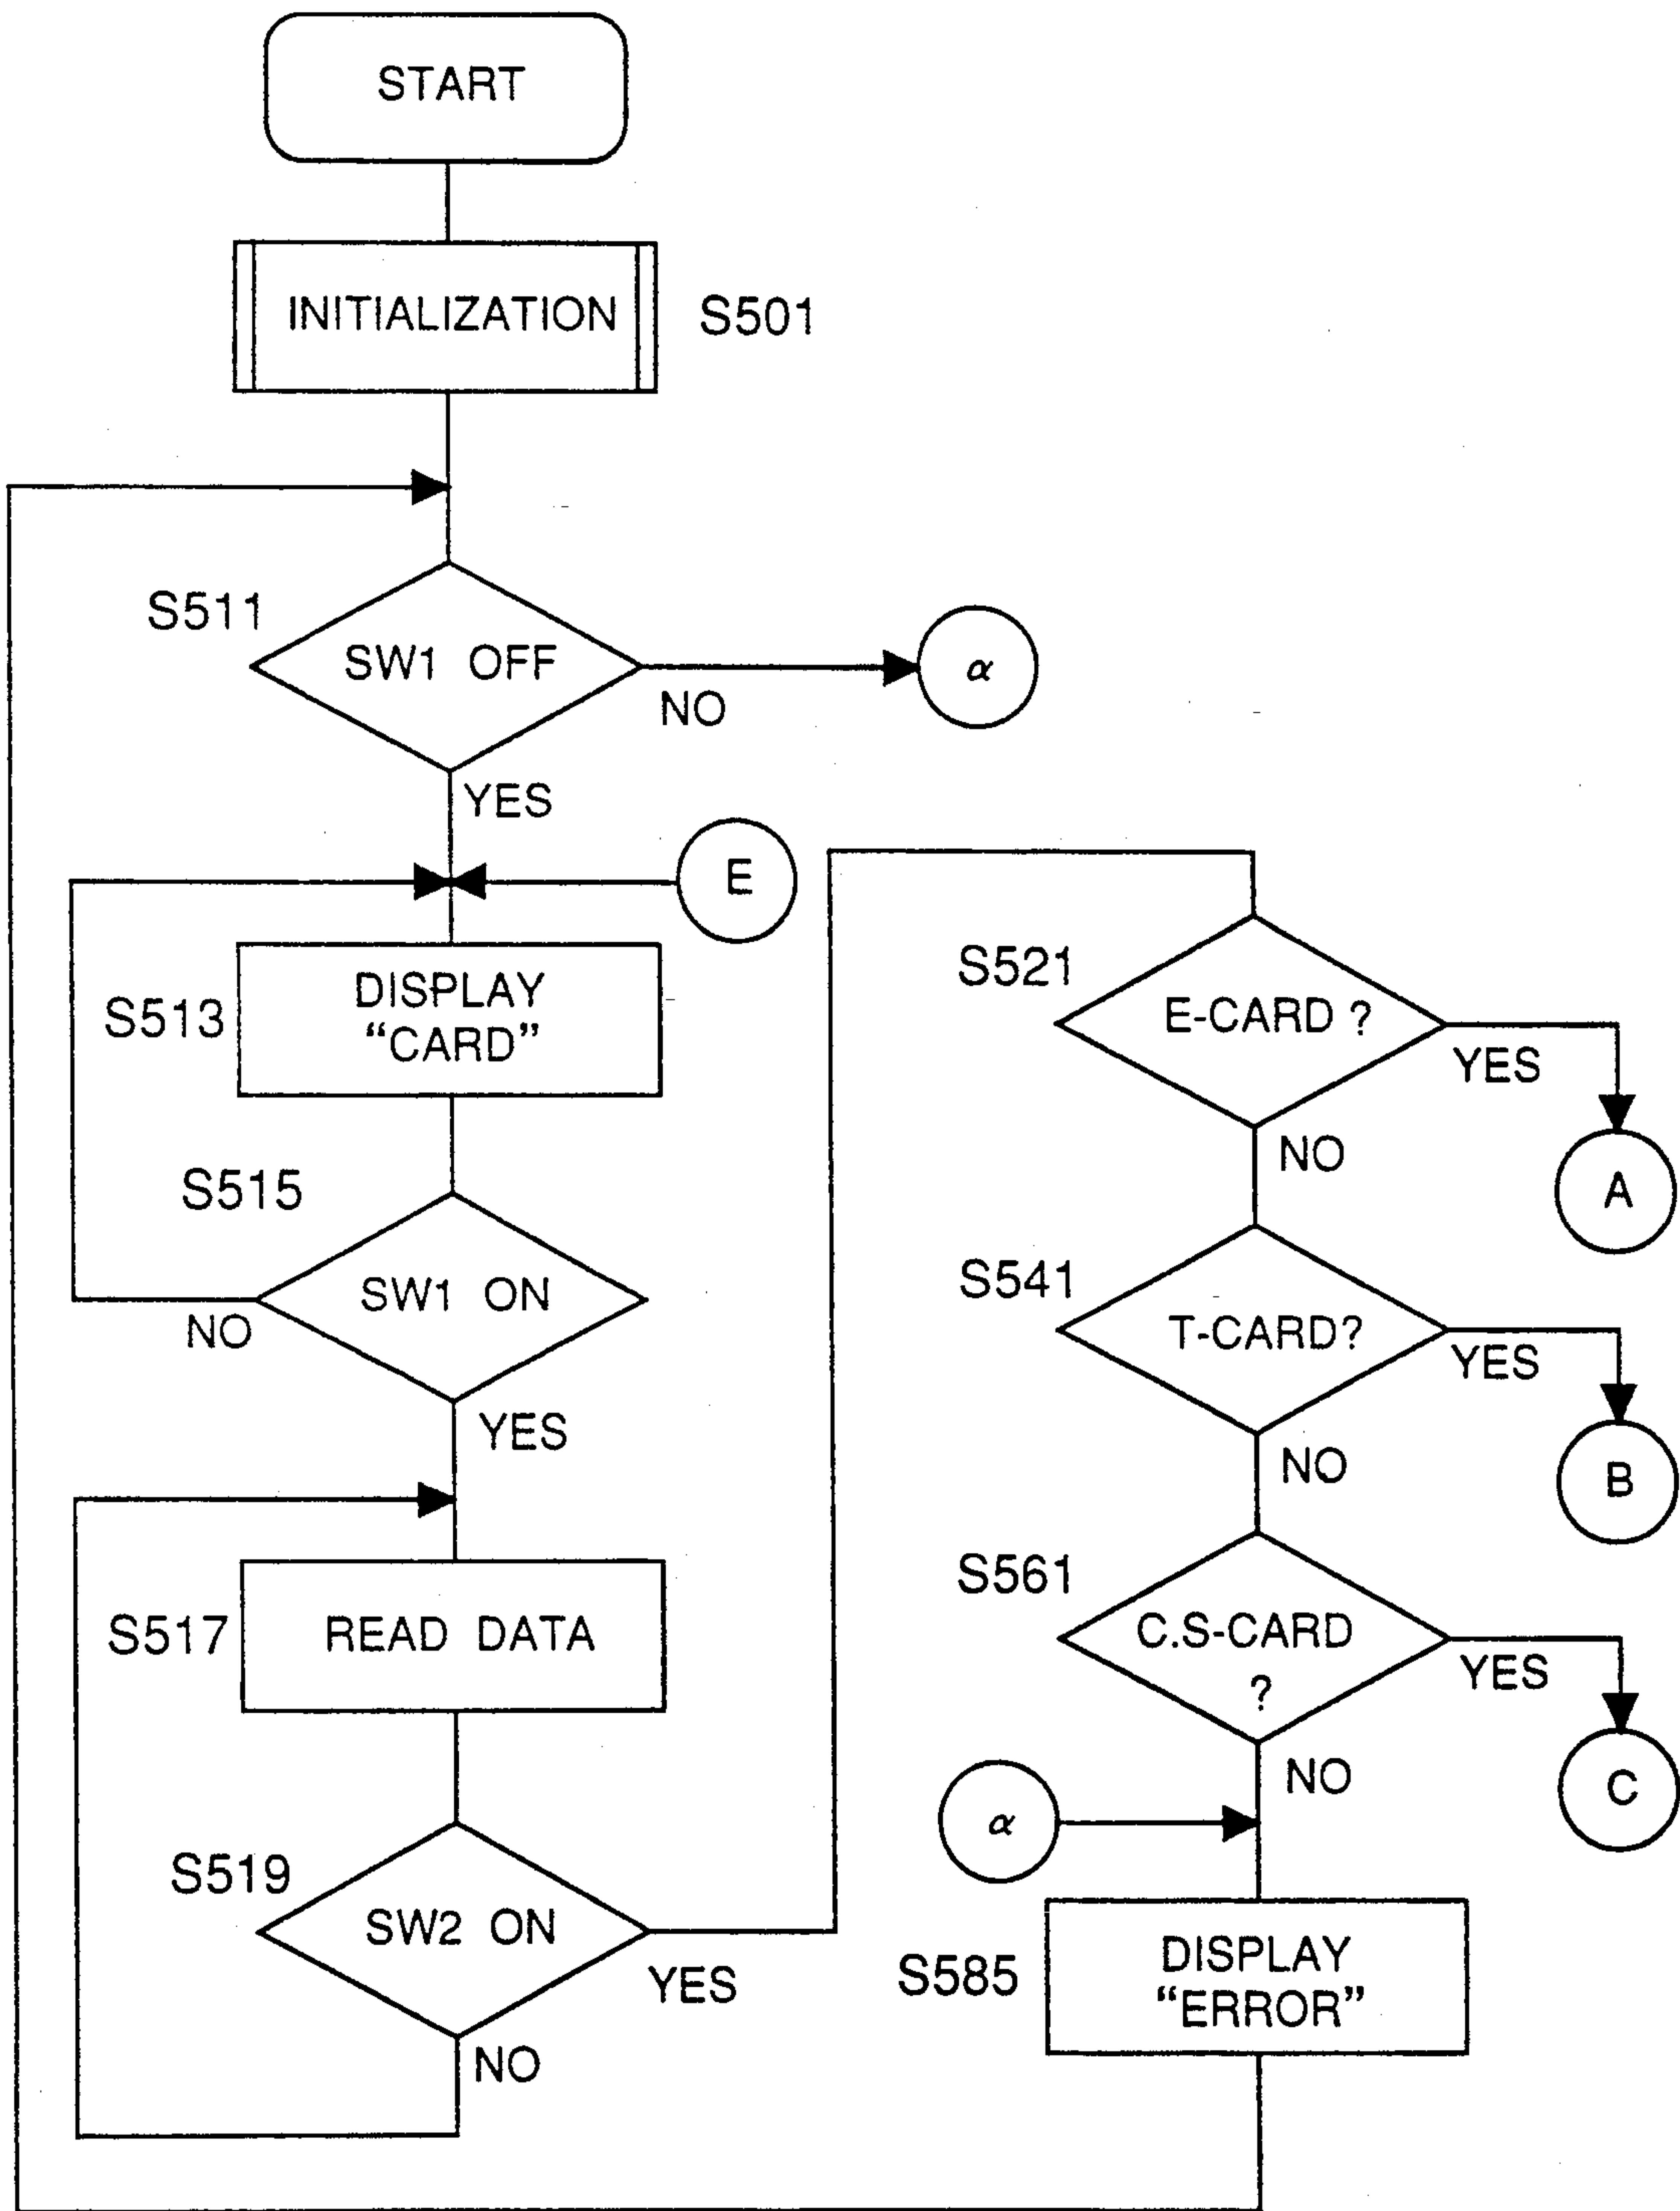 START
INITIALIZATION
S501
S511
SW1 OFF
NO
α
YES
E
S513
DISPLAY
“CARD”
S515
SW1 ON
NO
YES
S517
READ DATA
S519
SW2 ON
YES
NO
S521
E-CARD ?
YES
A
NO
S541
T-CARD?
YES
B
NO
S561
C.S-CARD
?
YES
C
NO
α
S585
DISPLAY
“ERROR”